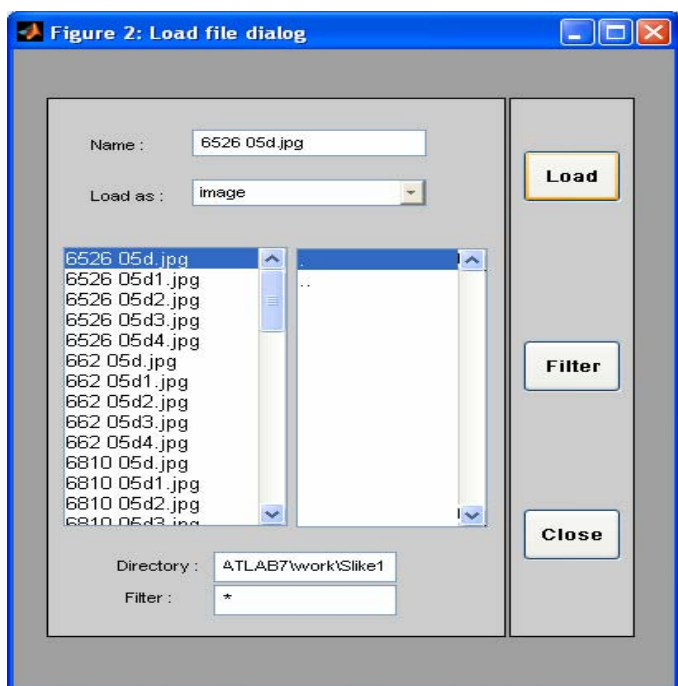 Figure 2: Load file dialog
Name :
6526 05d.jpg
Load as :
image
6526 05d.jpg
6526 05d1.jpg
6526 05d2.jpg
6526 05d3.jpg
6526 05d4.jpg
662 05d.jpg
662 05d1.jpg
662 05d2.jpg
662 05d3.jpg
662 05d4.jpg
6810 05d.jpg
6810 05d1.jpg
6810 05d2.jpg
6810 05d3.jpg
.
..
Directory :
ATLAB7\work\Slike1
Filter :
*
Load
Filter
Close